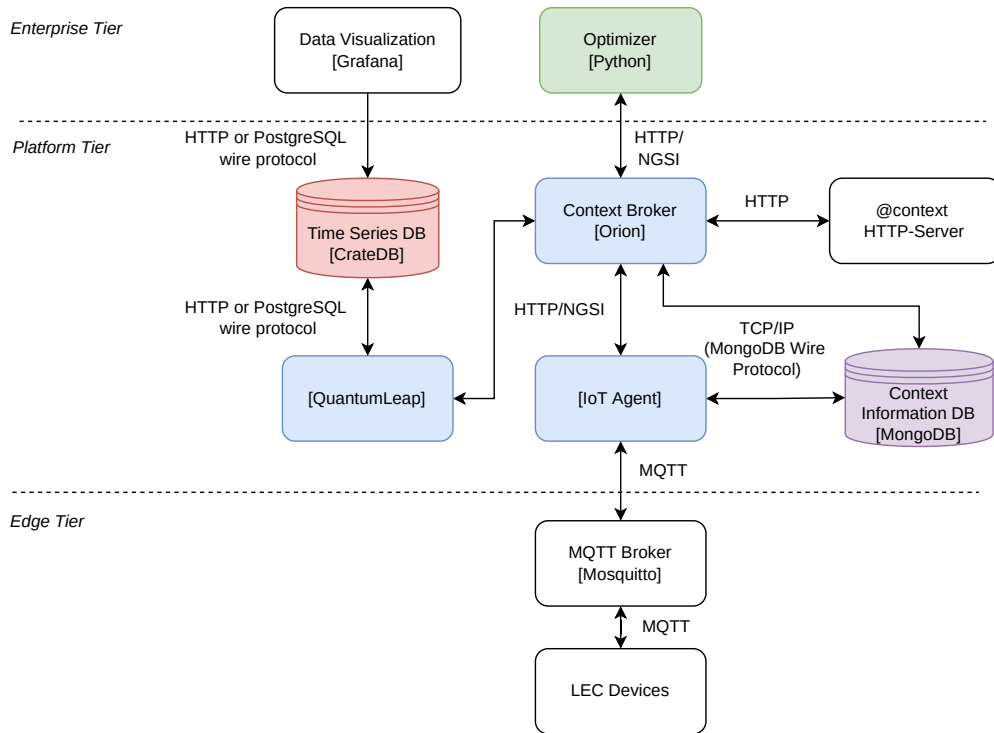 Enterprise Tier
Data Visualization
[Grafana]
Optimizer
[Python]
Platform Tier
HTTP or PostgreSQL
wire protocol
HTTP/
NGSI
Time Series DB
[CrateDB]
Context Broker
[Orion]
HTTP
@context
HTTP-Server
HTTP or PostgreSQL
wire protocol
HTTP/NGSI
TCP/IP
(MongoDB Wire
Protocol)
[QuantumLeap]
[IoT Agent]
Context
Information DB
[MongoDB]
MQTT
Edge Tier
MQTT Broker
[Mosquitto]
MQTT
LEC Devices